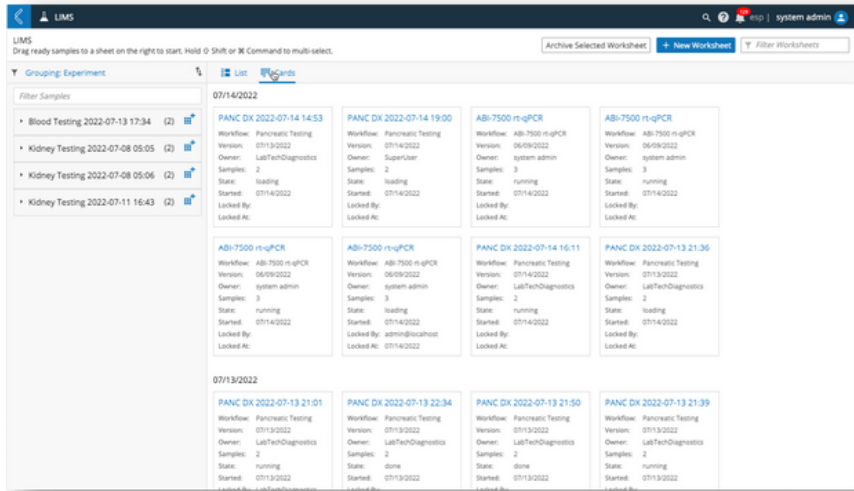 LIMS
esp | system admin
LIMS
Drag ready samples to a sheet on the right to start. Hold ⇧ Shift or ⌘ Command to multi-select.
Archive Selected Worksheet
+ New Worksheet
Filter Worksheets
Grouping: Experiment
List
Cards
Filter Samples
Blood Testing 2022-07-13 17:34 (2)
Kidney Testing 2022-07-08 05:05 (2)
Kidney Testing 2022-07-08 05:06 (2)
Kidney Testing 2022-07-11 16:43 (2)
07/14/2022
PANC DX 2022-07-14 14:53
Workflow: Pancreatic Testing
Version: 07/13/2022
Owner: LabTechDiagnostics
Samples: 2
State: loading
Started: 07/14/2022
Locked By:
Locked At:
PANC DX 2022-07-14 19:00
Workflow: Pancreatic Testing
Version: 07/14/2022
Owner: SuperUser
Samples: 2
State: loading
Started: 07/14/2022
Locked By:
Locked At:
ABI-7500 rt-qPCR
Workflow: ABI-7500 rt-qPCR
Version: 06/09/2022
Owner: system admin
Samples: 3
State: running
Started: 07/14/2022
Locked By:
Locked At:
ABI-7500 rt-qPCR
Workflow: ABI-7500 rt-qPCR
Version: 06/09/2022
Owner: system admin
Samples: 3
State: running
Started: 07/14/2022
Locked By:
Locked At:
ABI-7500 rt-qPCR
Workflow: ABI-7500 rt-qPCR
Version: 06/09/2022
Owner: system admin
Samples: 3
State: running
Started: 07/14/2022
Locked By:
Locked At:
ABI-7500 rt-qPCR
Workflow: ABI-7500 rt-qPCR
Version: 06/09/2022
Owner: system admin
Samples: 3
State: loading
Started: 07/14/2022
Locked By: admin@localhost
Locked At: 07/14/2022
PANC DX 2022-07-14 16:11
Workflow: Pancreatic Testing
Version: 07/14/2022
Owner: LabTechDiagnostics
Samples: 2
State: running
Started: 07/14/2022
Locked By:
Locked At:
PANC DX 2022-07-13 21:36
Workflow: Pancreatic Testing
Version: 07/13/2022
Owner: LabTechDiagnostics
Samples: 2
State: loading
Started: 07/14/2022
Locked By:
Locked At:
07/13/2022
PANC DX 2022-07-13 21:01
Workflow: Pancreatic Testing
Version: 07/13/2022
Owner: LabTechDiagnostics
Samples: 2
State: running
Started: 07/13/2022
PANC DX 2022-07-13 22:34
Workflow: Pancreatic Testing
Version: 07/13/2022
Owner: LabTechDiagnostics
Samples: 2
State: done
Started: 07/13/2022
PANC DX 2022-07-13 21:50
Workflow: Pancreatic Testing
Version: 07/13/2022
Owner: LabTechDiagnostics
Samples: 2
State: done
Started: 07/13/2022
PANC DX 2022-07-13 21:39
Workflow: Pancreatic Testing
Version: 07/13/2022
Owner: LabTechDiagnostics
Samples: 2
State: running
Started: 07/13/2022